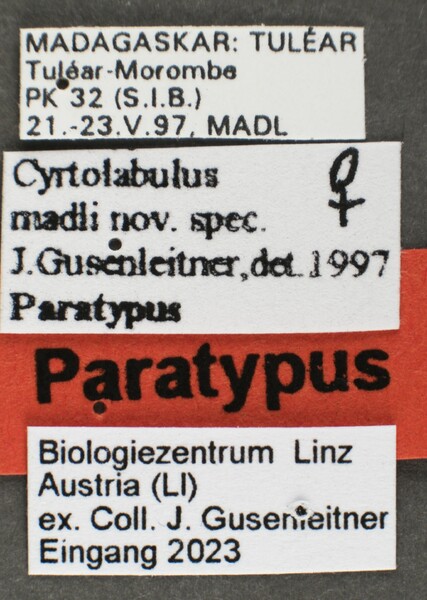 MADAGASKAR: TULÉAR
Tuléar-Morombe
PK 32 (S.I.B.)
21.-23.V.97, MADL
Cyrtolabulus ♀
madli nov. spec.
J.Gusenleitner,det. 1997
Paratypus
Paratypus
Biologiezentrum Linz
Austria (LI)
ex. Coll. J. Gusenleitner
Eingang 2023